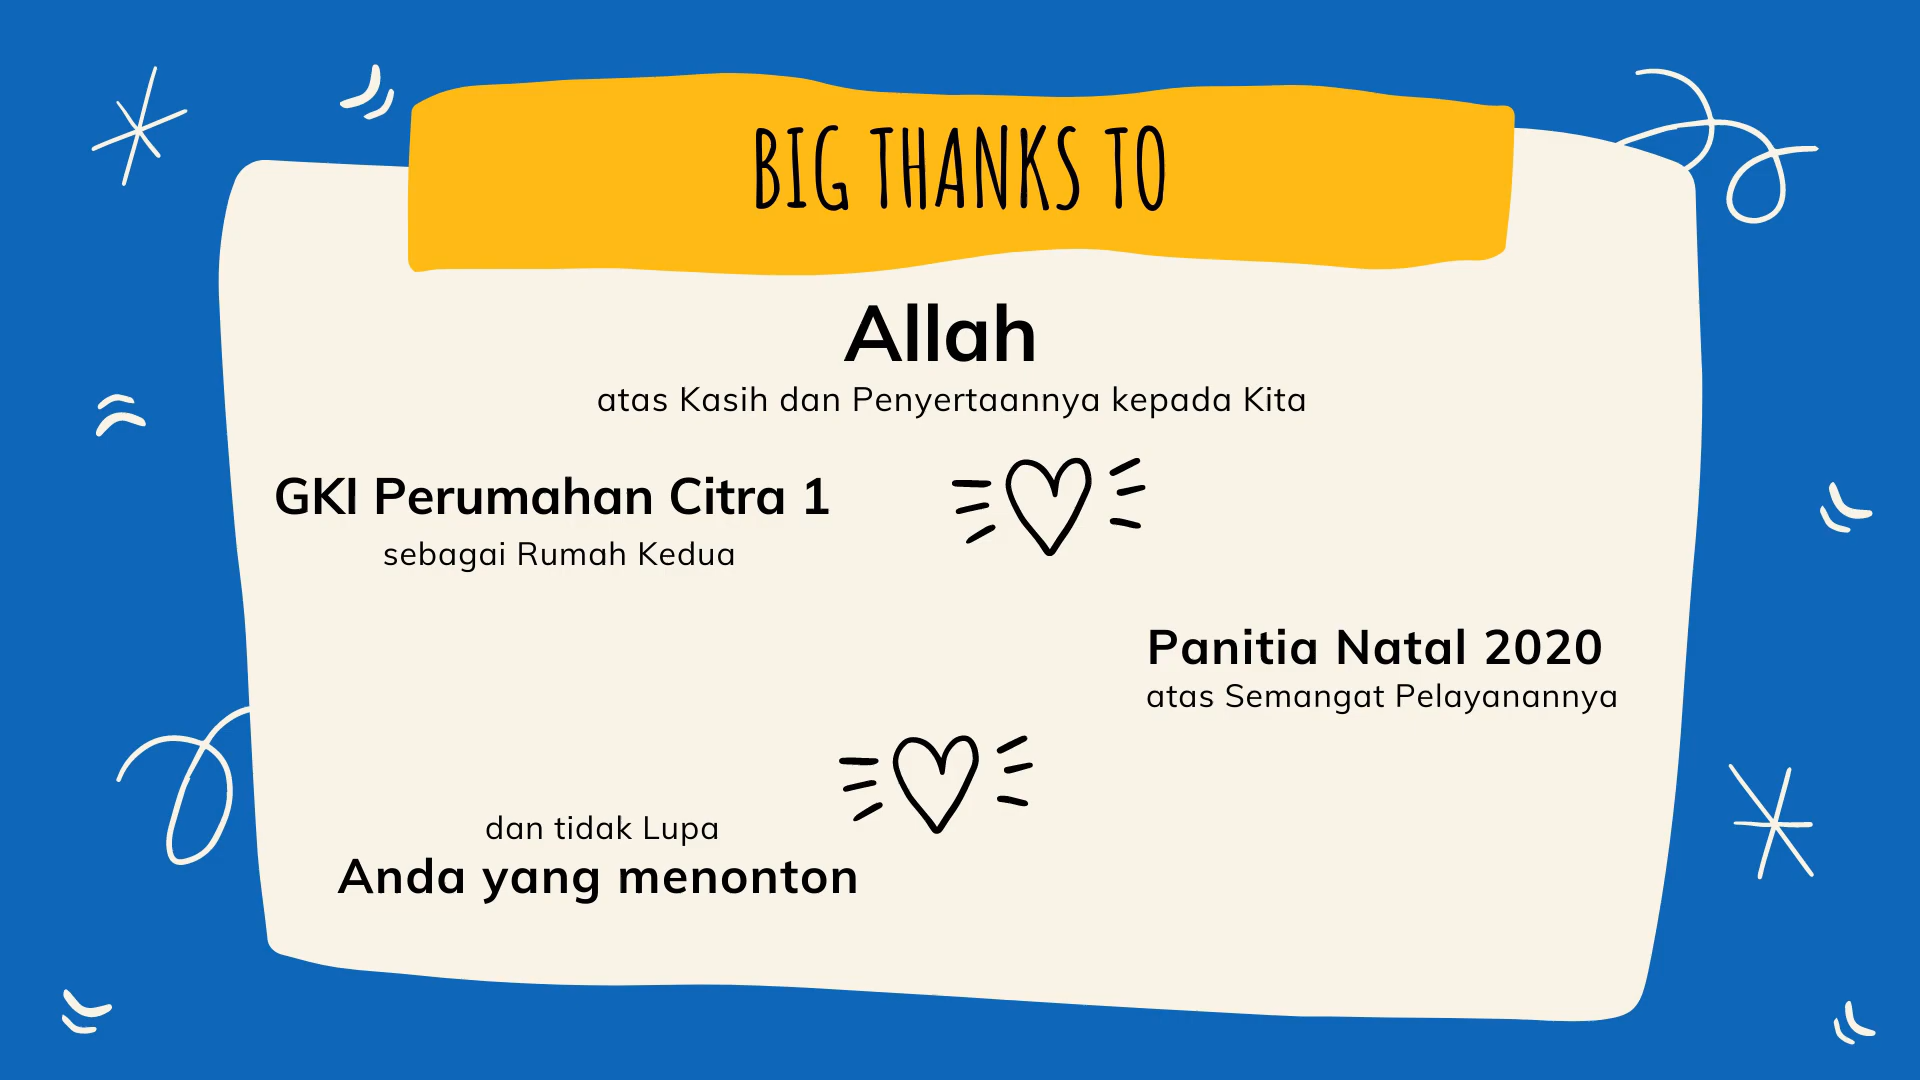 BIG THANKS TO
Allah
atas Kasih dan Penyertaannya kepada Kita
GKI Perumahan Citra 1
sebagai Rumah Kedua
Panitia Natal 2020
atas Semangat Pelayanannya
dan tidak Lupa
Anda yang menonton